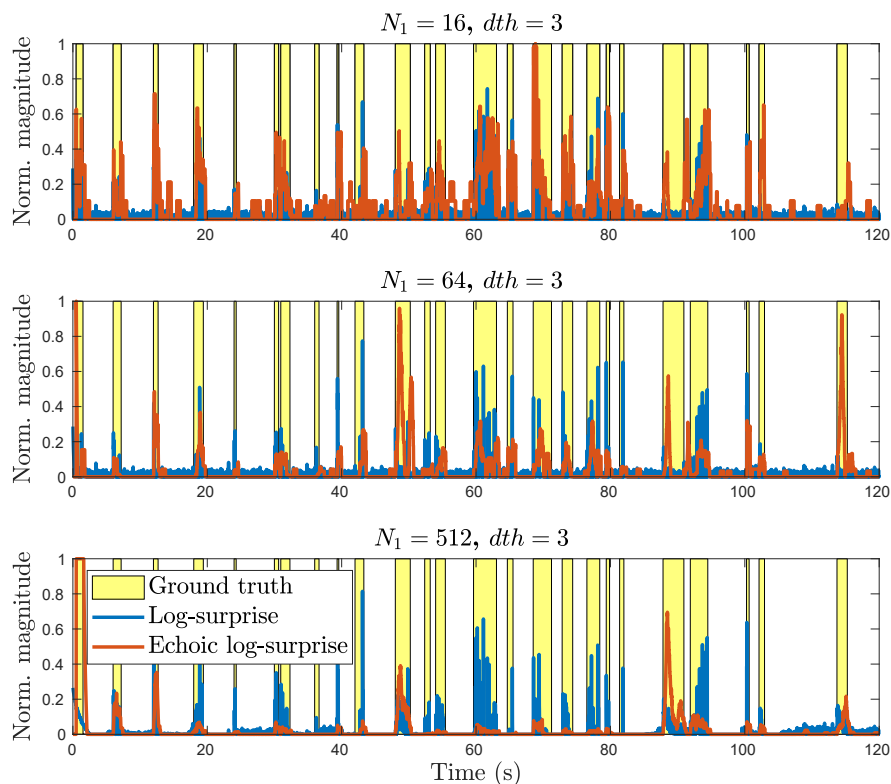 N₁ = 16, dth = 3
Norm. magnitude
1
0.8
0.6
0.4
0.2
0
0 20 40 60 80 100 120
N₁ = 64, dth = 3
Norm. magnitude
1
0.8
0.6
0.4
0.2
0
0 20 40 60 80 100 120
N₁ = 512, dth = 3
Norm. magnitude
1
0.8
0.6
0.4
0.2
0
Ground truth
Log-surprise
Echoic log-surprise
0 20 40 60 80 100 120
Time (s)